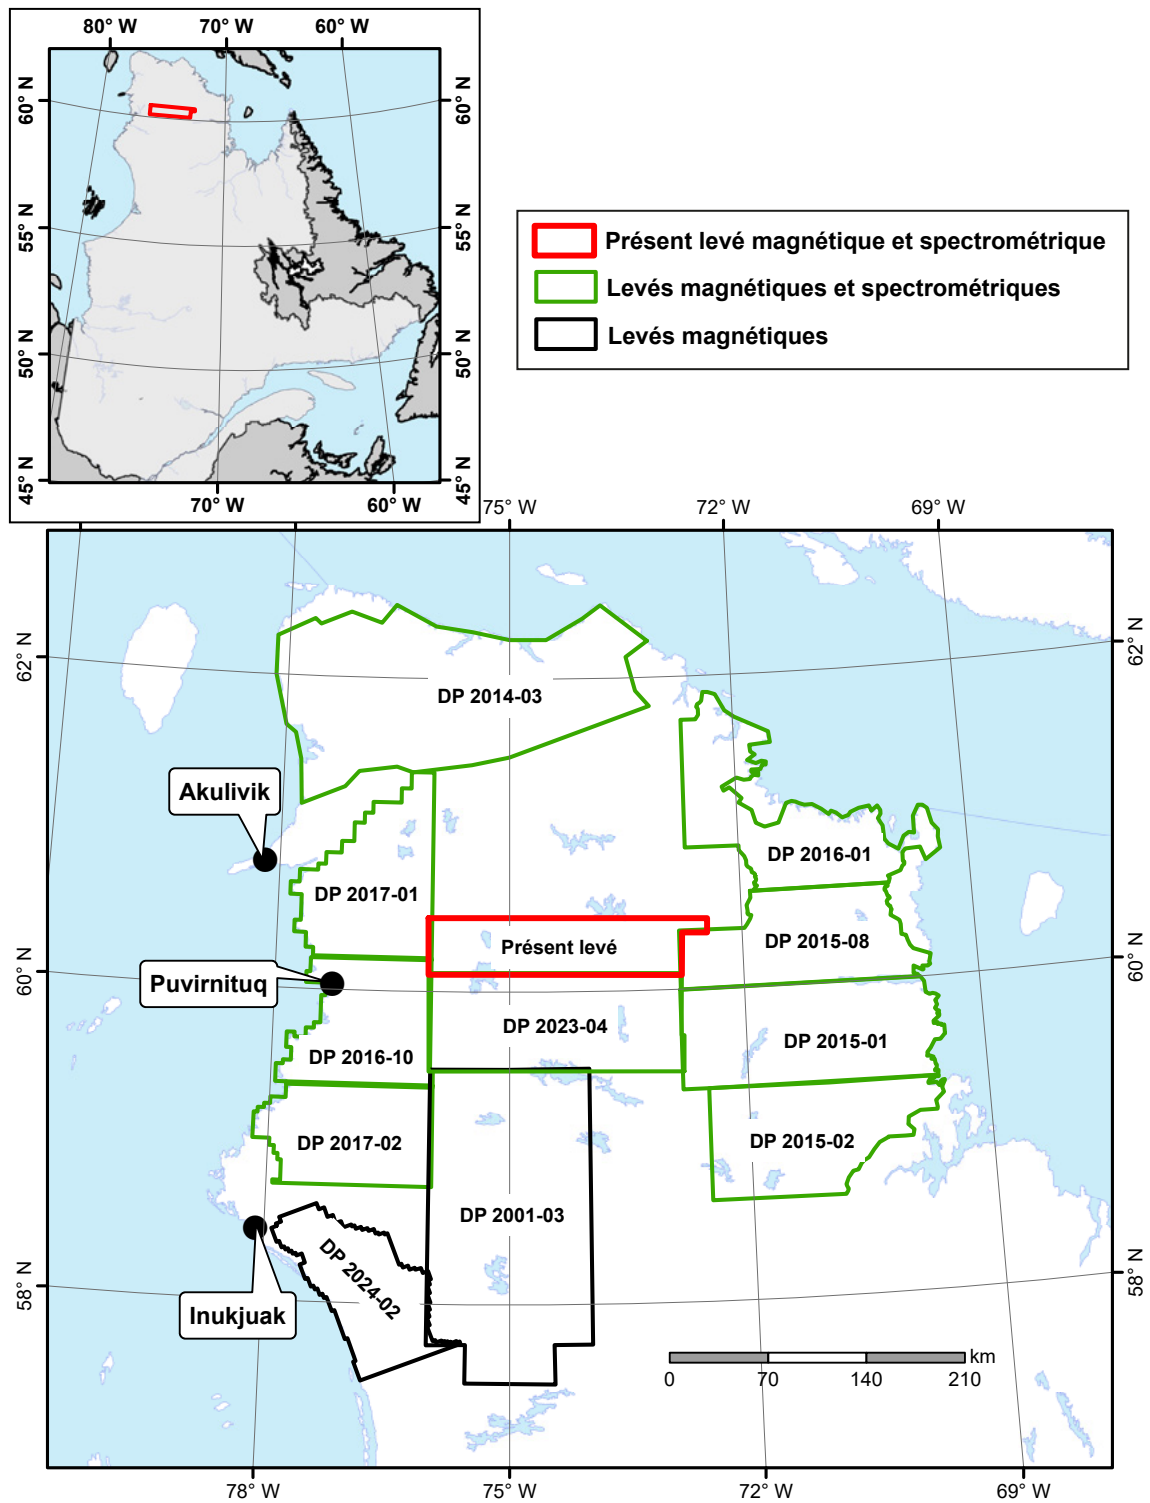 80° W
70° W
60° W
60° N
60° N
55° N
55° N
50° N
50° N
45° N
45° N
70° W
60° W
Présent levé magnétique et spectrométrique
Levés magnétiques et spectrométriques
Levés magnétiques
75° W
72° W
69° W
62° N
62° N
DP 2014-03
Akulivik
DP 2016-01
DP 2017-01
Présent levé
DP 2015-08
60° N
60° N
Puvirnituq
DP 2023-04
DP 2015-01
DP 2016-10
DP 2017-02
DP 2015-02
DP 2001-03
DP 2024-02
58° N
58° N
Inukjuak
km
0
70
140
210
78° W
75° W
72° W
69° W